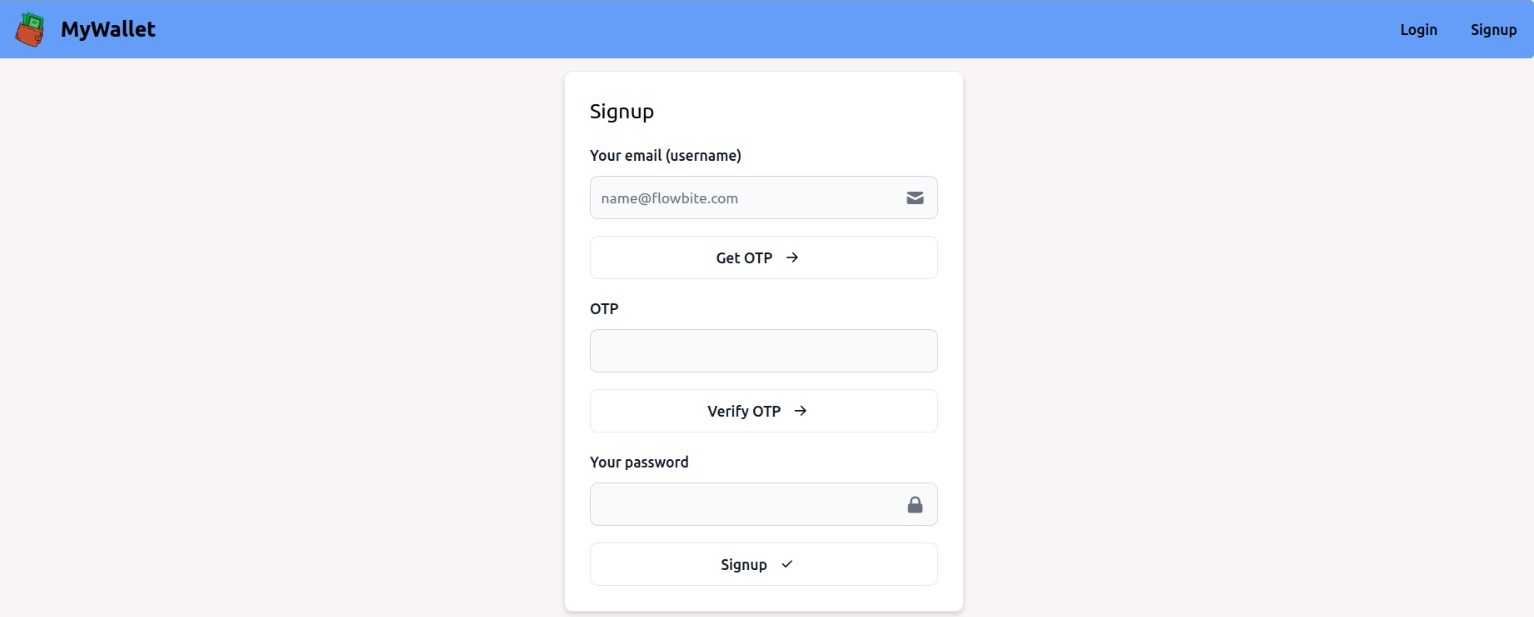 MyWallet
Login
Signup
Signup
Your email (username)
name@flowbite.com
Get OTP →
OTP
Verify OTP →
Your password
Signup ✓